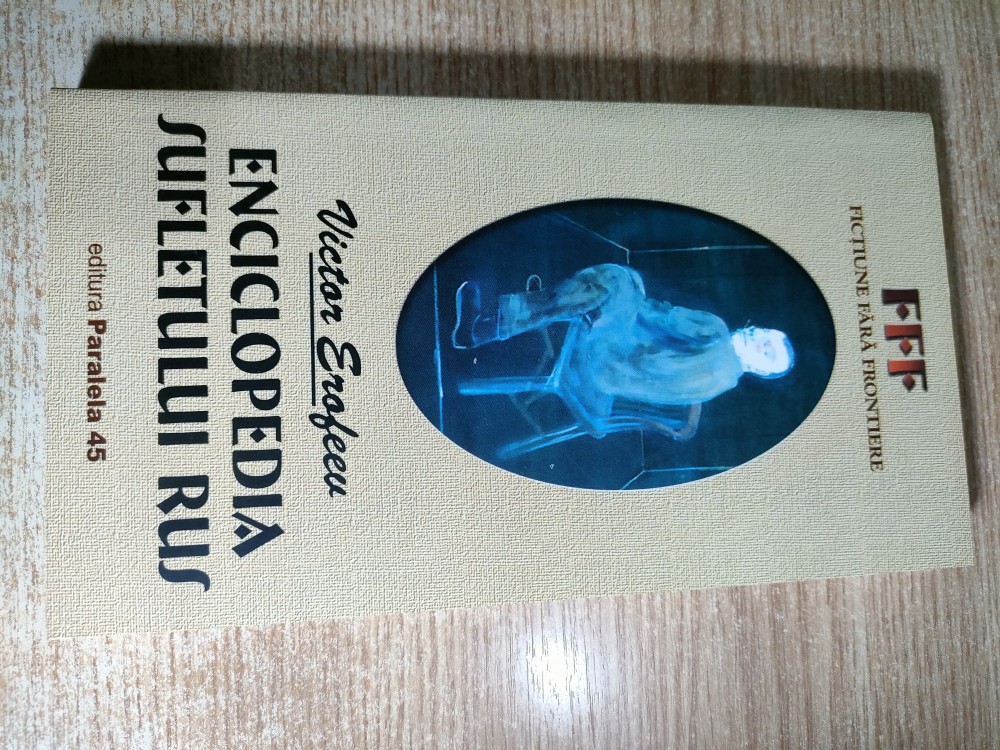 FFF
FICȚIUNE FĂRĂ FRONTIERE
Victor Erofeev
ENCICLOPEDIA
SUFLETULUI RUS
editura Paralela 45